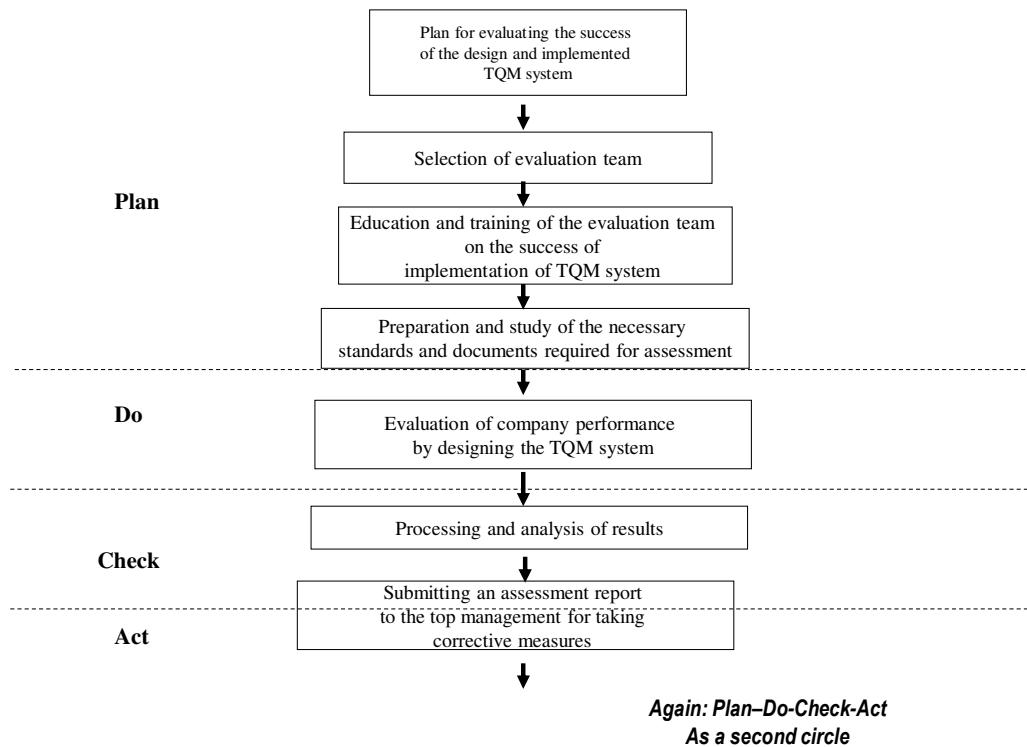 Plan for evaluating the success
of the design and implemented
TQM system
Selection of evaluation team
Plan
Education and training of the evaluation team
on the success of
implementation of TQM system
Preparation and study of the necessary
standards and documents required for assessment
Do
Evaluation of company performance
by designing the TQM system
Processing and analysis of results
Check
Submitting an assessment report
to the top management for taking
corrective measures
Act
Again: Plan–Do-Check-Act
As a second circle